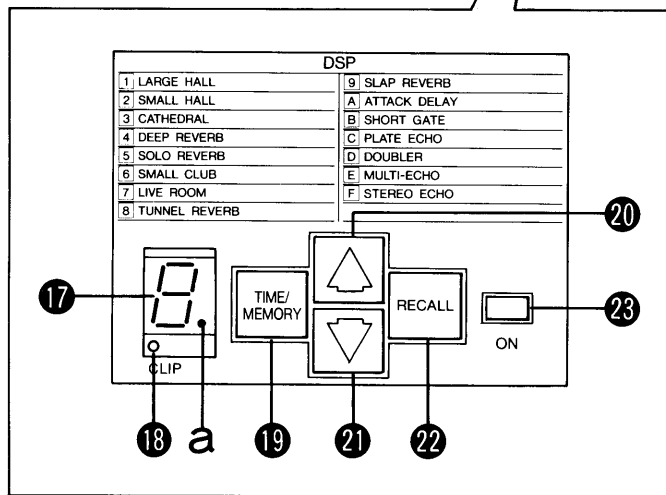 DSP
1 LARGE HALL
2 SMALL HALL
3 CATHEDRAL
4 DEEP REVERB
5 SOLO REVERB
6 SMALL CLUB
7 LIVE ROOM
8 TUNNEL REVERB
9 SLAP REVERB
A ATTACK DELAY
B SHORT GATE
C PLATE ECHO
D DOUBLER
E MULTI-ECHO
F STEREO ECHO
20
17
8.
TIME/
MEMORY
RECALL
23
ON
CLIP
18
a
19
21
22